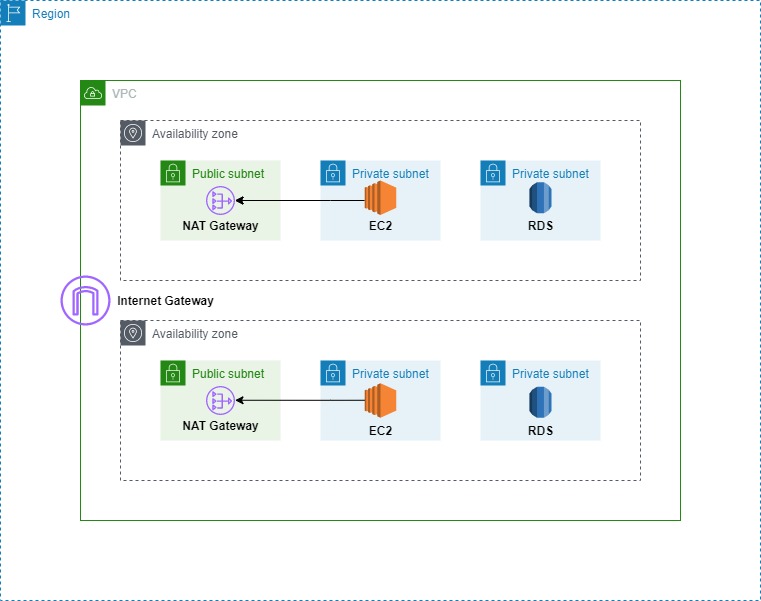 Region
VPC
Availability zone
Public subnet
Private subnet
Private subnet
NAT Gateway
EC2
RDS
Internet Gateway
Availability zone
Public subnet
Private subnet
Private subnet
NAT Gateway
EC2
RDS